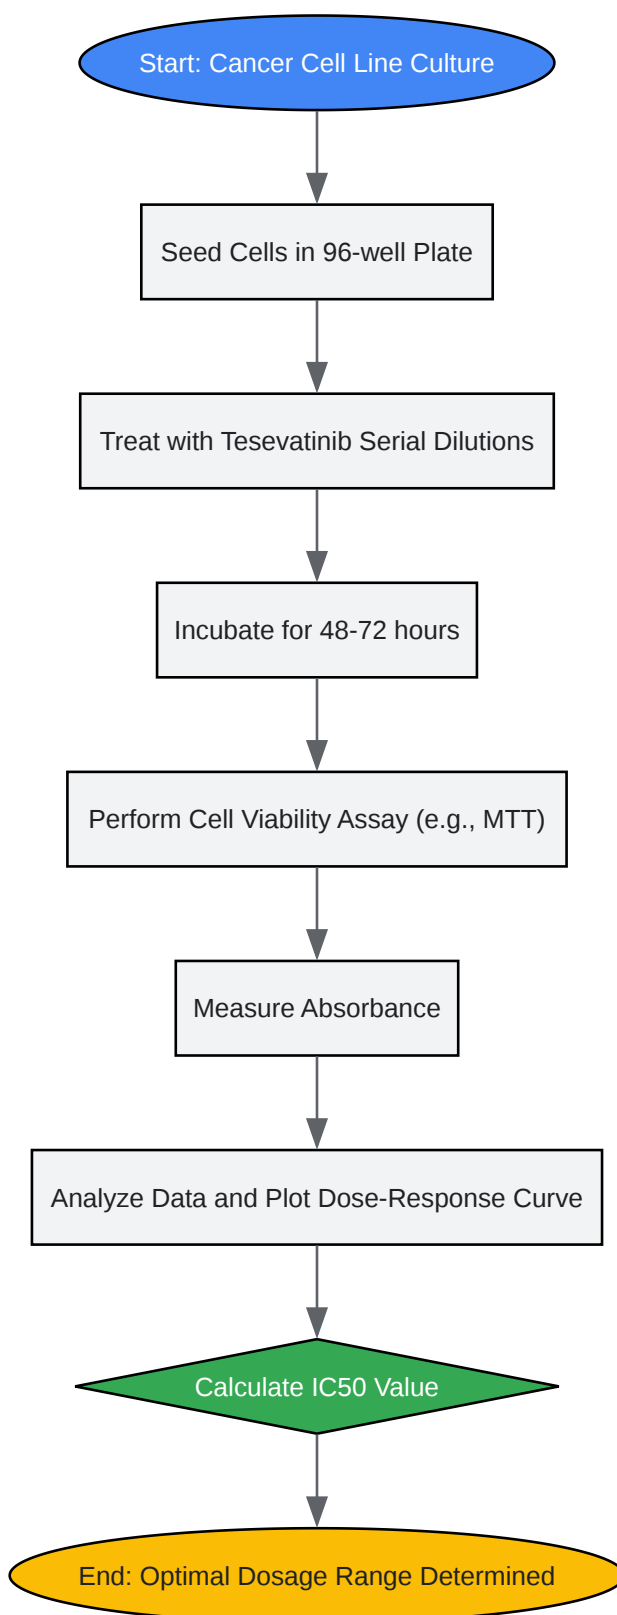 Start: Cancer Cell Line Culture
Seed Cells in 96-well Plate
Treat with Tesevatinib Serial Dilutions
Incubate for 48-72 hours
Perform Cell Viability Assay (e.g., MTT)
Measure Absorbance
Analyze Data and Plot Dose-Response Curve
Calculate IC50 Value
End: Optimal Dosage Range Determined